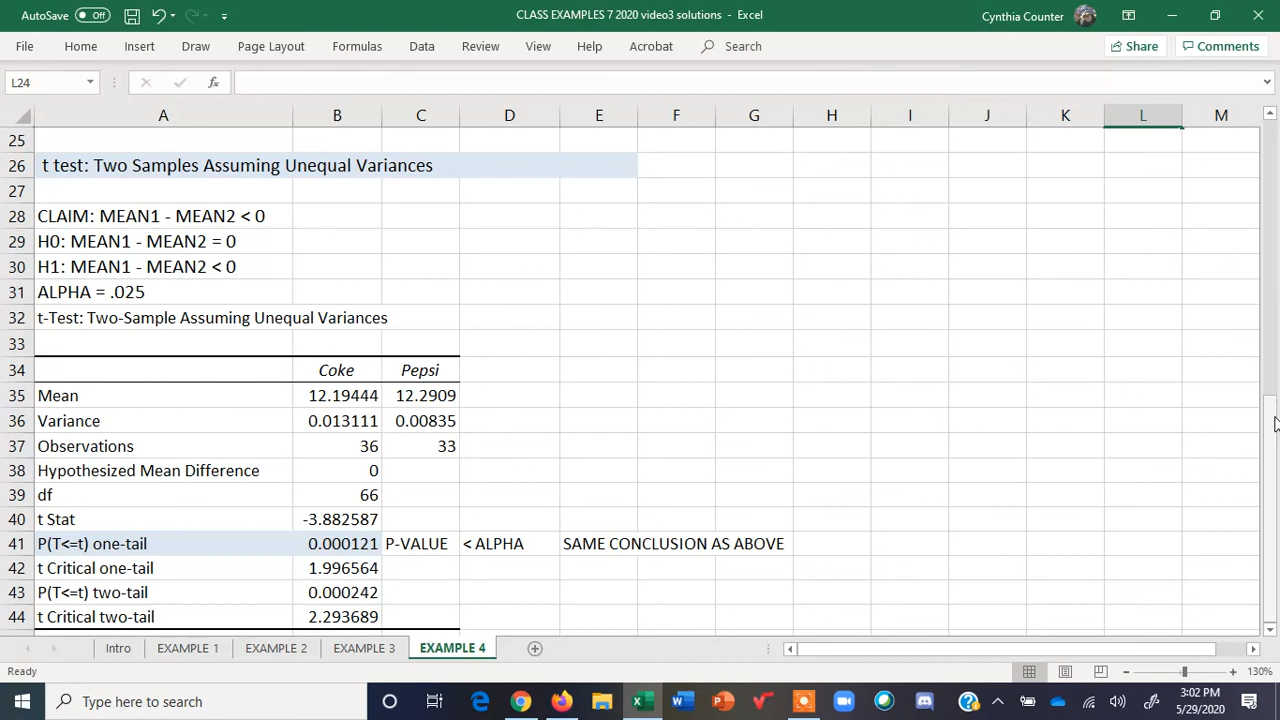 AutoSave Off CLASS EXAMPLES 7 2020 video3 solutions - Excel Cynthia Counter
File Home Insert Draw Page Layout Formulas Data Review View Help Acrobat Search Share Comments
L24 fx
A B C D E F G H I J K L M
25
26 t test: Two Samples Assuming Unequal Variances
27
28 CLAIM: MEAN1 - MEAN2 < 0
29 H0: MEAN1 - MEAN2 = 0
30 H1: MEAN1 - MEAN2 < 0
31 ALPHA = .025
32 t-Test: Two-Sample Assuming Unequal Variances
33
34 Coke Pepsi
35 Mean 12.19444 12.2909
36 Variance 0.013111 0.00835
37 Observations 36 33
38 Hypothesized Mean Difference 0
39 df 66
40 t Stat -3.882587
41 P(T<=t) one-tail 0.000121 P-VALUE < ALPHA SAME CONCLUSION AS ABOVE
42 t Critical one-tail 1.996564
43 P(T<=t) two-tail 0.000242
44 t Critical two-tail 2.293689
Intro EXAMPLE 1 EXAMPLE 2 EXAMPLE 3 EXAMPLE 4
Ready 130%
Type here to search 3:02 PM
5/29/2020